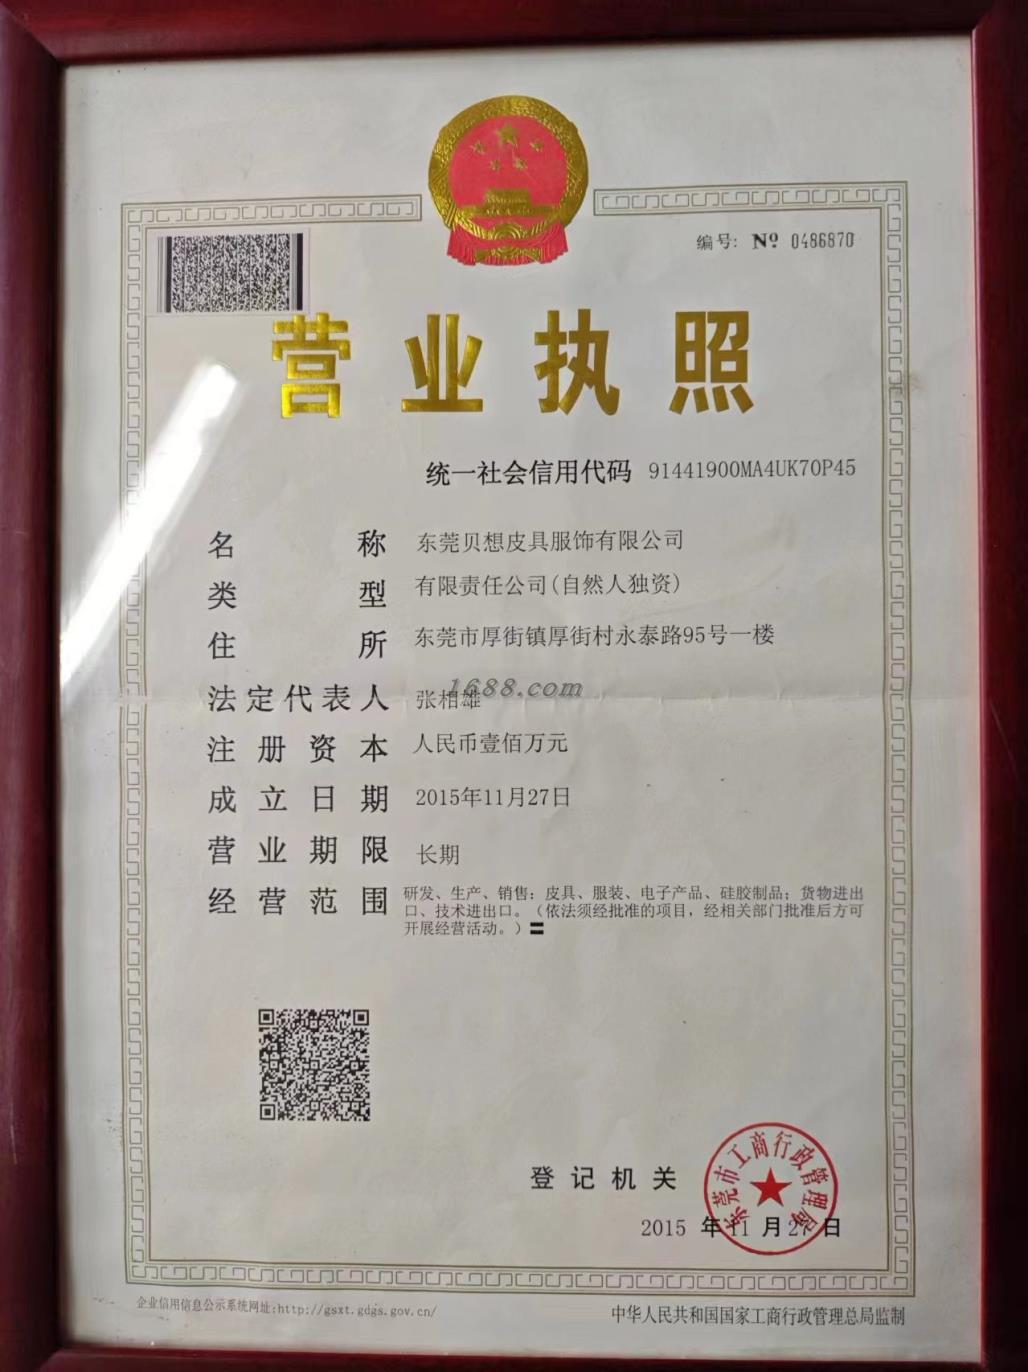 编号: Nº 0486870
营业执照
统一社会信用代码 91441900MA4UK70P45
名称 东莞贝想皮具服饰有限公司
类型 有限责任公司(自然人独资)
住所 东莞市厚街镇厚街村永泰路95号一楼
1688.com
法定代表人 张相雄
注册资本 人民币壹佰万元
成立日期 2015年11月27日
营业期限 长期
经营范围 研发、生产、销售：皮具、服装、电子产品、硅胶制品；货物进出
口、技术进出口。（依法须经批准的项目，经相关部门批准后方可
开展经营活动。）〓
登记机关
东莞市工商行政管理局
2015 年 11 月 27 日
企业信用信息公示系统网址:http://gsxt.gdgs.gov.cn/
中华人民共和国国家工商行政管理总局监制